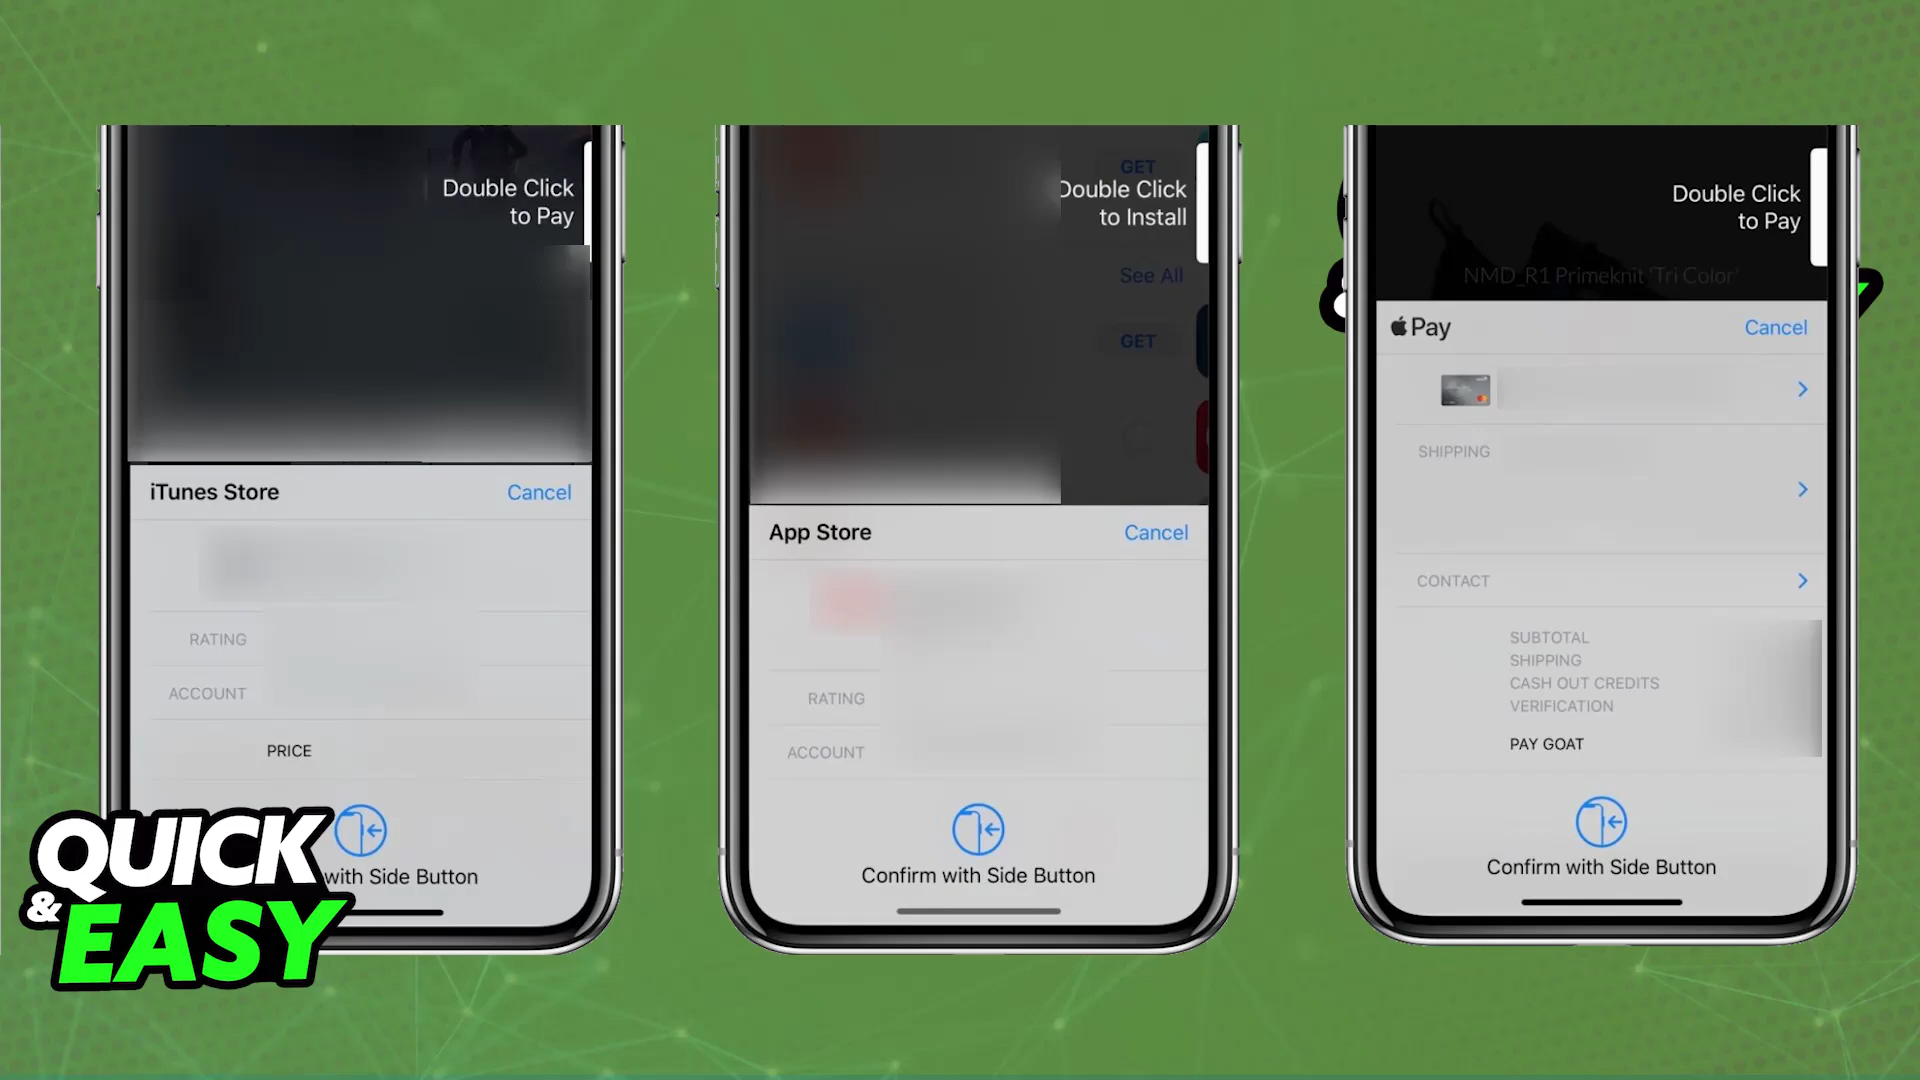 Double Click
to Pay
iTunes Store
Cancel
RATING
ACCOUNT
PRICE
with Side Button
QUICK
&
EASY
GET
Double Click
to Install
See All
GET
App Store
Cancel
RATING
ACCOUNT
Confirm with Side Button
Double Click
to Pay
NMD_R1 Primeknit 'Tri Color'
Pay
Cancel
SHIPPING
CONTACT
SUBTOTAL
SHIPPING
CASH OUT CREDITS
VERIFICATION
PAY GOAT
Confirm with Side Button